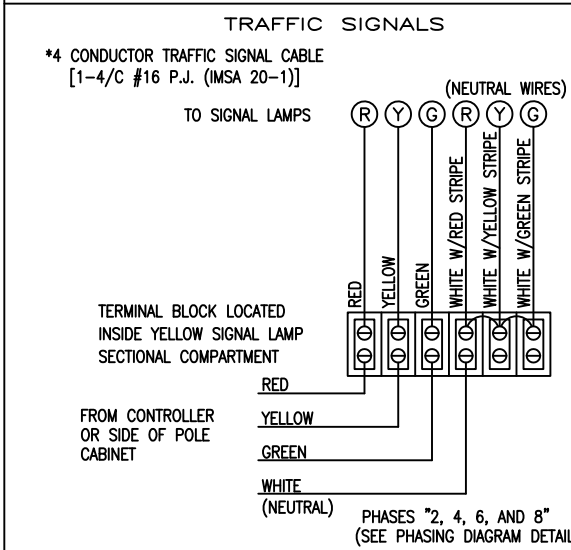 TRAFFIC SIGNALS
*4 CONDUCTOR TRAFFIC SIGNAL CABLE
[1-4/C #16 P.J. (IMSA 20-1)]
(NEUTRAL WIRES)
TO SIGNAL LAMPS
R Y G R Y G
RED
YELLOW
GREEN
WHITE W/RED STRIPE
WHITE W/YELLOW STRIPE
WHITE W/GREEN STRIPE
TERMINAL BLOCK LOCATED
INSIDE YELLOW SIGNAL LAMP
SECTIONAL COMPARTMENT
RED
FROM CONTROLLER
OR SIDE OF POLE
CABINET
YELLOW
GREEN
WHITE
(NEUTRAL)
PHASES "2, 4, 6, AND 8"
(SEE PHASING DIAGRAM DETAIL